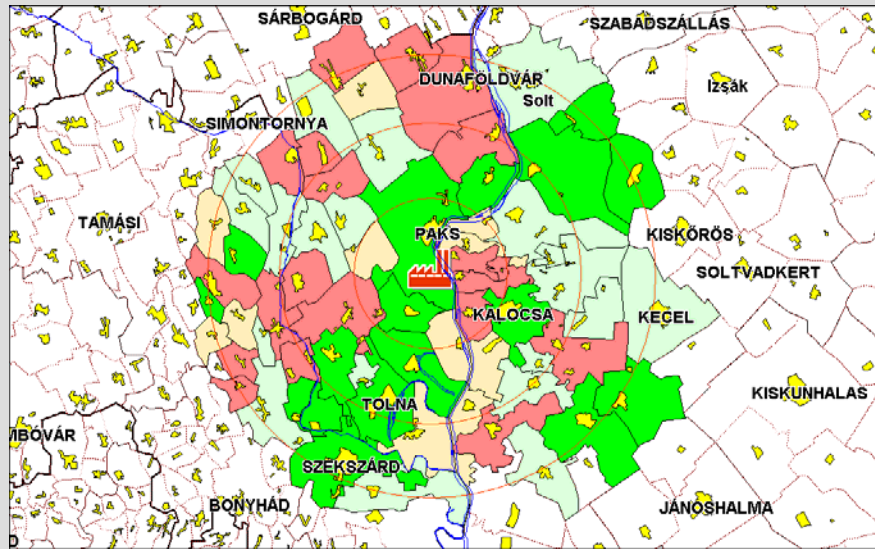 SÁRBOGÁRD
SZABADSZÁLLÁS
DUNAFÖLDVÁR
Izsák
Solt
SIMONTORNYA
TAMÁSI
PAKS
KISKŐRÖS
SOLTVADKERT
KALOCSA
KECEL
KISKUNHALAS
TOLNA
MBÓVÁR
SZEKSZÁRD
BONYHÁD
JÁNOSHALMA
D